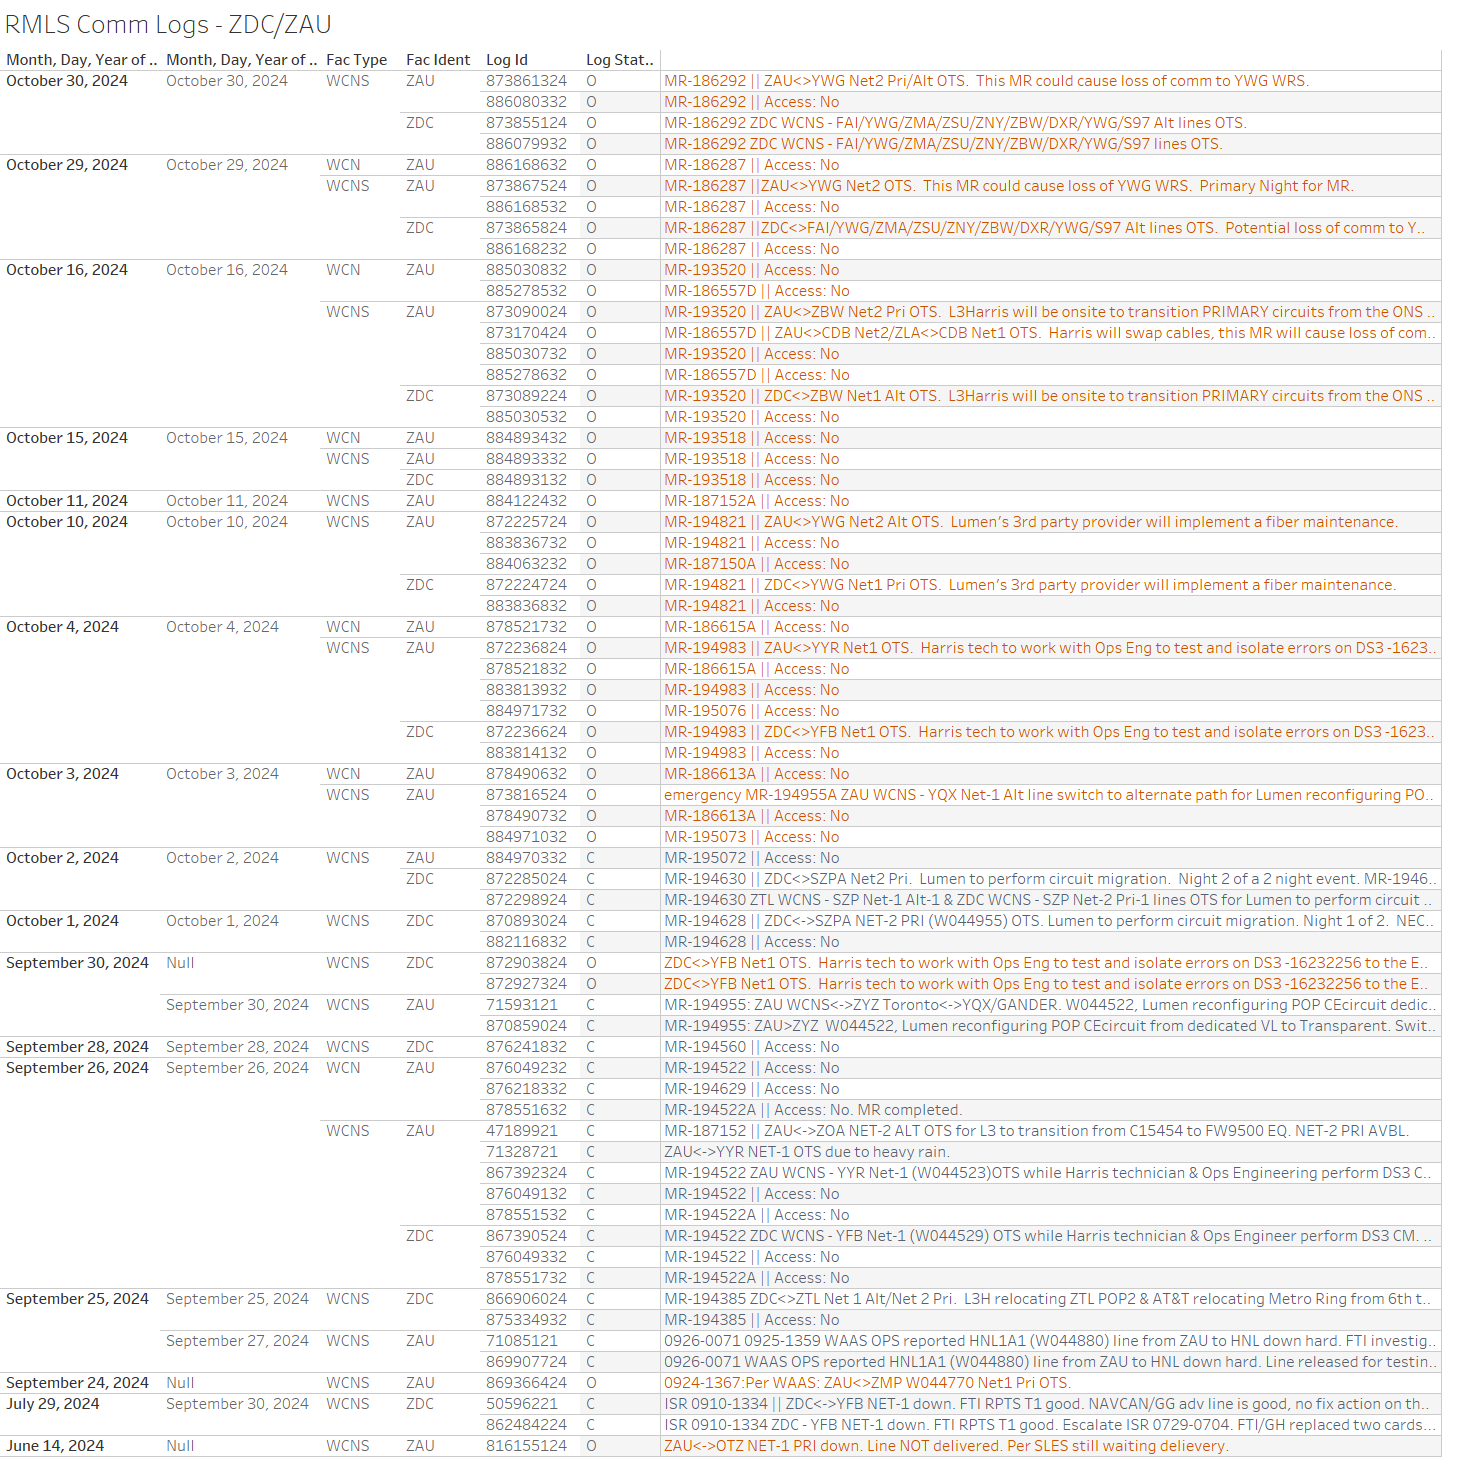 RMLS Comm Logs - ZDC/ZAU
Month, Day, Year of .. Month, Day, Year of .. Fac Type Fac Ident Log Id Log Stat..
October 30, 2024 October 30, 2024 WCNS ZAU 873861324 O MR-186292 || ZAU<>YWG Net2 Pri/Alt OTS. This MR could cause loss of comm to YWG WRS.
886080332 O MR-186292 || Access: No
ZDC 873855124 O MR-186292 ZDC WCNS - FAI/YWG/ZMA/ZSU/ZNY/ZBW/DXR/YWG/S97 Alt lines OTS.
886079932 O MR-186292 ZDC WCNS - FAI/YWG/ZMA/ZSU/ZNY/ZBW/DXR/YWG/S97 lines OTS.
October 29, 2024 October 29, 2024 WCN ZAU 886168632 O MR-186287 || Access: No
WCNS ZAU 873867524 O MR-186287 ||ZAU<>YWG Net2 OTS. This MR could cause loss of YWG WRS. Primary Night for MR.
886168532 O MR-186287 || Access: No
ZDC 873865824 O MR-186287 ||ZDC<>FAI/YWG/ZMA/ZSU/ZNY/ZBW/DXR/YWG/S97 Alt lines OTS. Potential loss of comm to Y..
886168232 O MR-186287 || Access: No
October 16, 2024 October 16, 2024 WCN ZAU 885030832 O MR-193520 || Access: No
885278532 O MR-186557D || Access: No
WCNS ZAU 873090024 O MR-193520 || ZAU<>ZBW Net2 Pri OTS. L3Harris will be onsite to transition PRIMARY circuits from the ONS ..
873170424 O MR-186557D || ZAU<>CDB Net2/ZLA<>CDB Net1 OTS. Harris will swap cables, this MR will cause loss of com..
885030732 O MR-193520 || Access: No
885278632 O MR-186557D || Access: No
ZDC 873089224 O MR-193520 || ZDC<>ZBW Net1 Alt OTS. L3Harris will be onsite to transition PRIMARY circuits from the ONS ..
885030532 O MR-193520 || Access: No
October 15, 2024 October 15, 2024 WCN ZAU 884893432 O MR-193518 || Access: No
WCNS ZAU 884893332 O MR-193518 || Access: No
ZDC 884893132 O MR-193518 || Access: No
October 11, 2024 October 11, 2024 WCNS ZAU 884122432 O MR-187152A || Access: No
October 10, 2024 October 10, 2024 WCNS ZAU 872225724 O MR-194821 || ZAU<>YWG Net2 Alt OTS. Lumen's 3rd party provider will implement a fiber maintenance.
883836732 O MR-194821 || Access: No
884063232 O MR-187150A || Access: No
ZDC 872224724 O MR-194821 || ZDC<>YWG Net1 Pri OTS. Lumen's 3rd party provider will implement a fiber maintenance.
883836832 O MR-194821 || Access: No
October 4, 2024 October 4, 2024 WCN ZAU 878521732 O MR-186615A || Access: No
WCNS ZAU 872236824 O MR-194983 || ZAU<>YYR Net1 OTS. Harris tech to work with Ops Eng to test and isolate errors on DS3 -1623..
878521832 O MR-186615A || Access: No
883813932 O MR-194983 || Access: No
884971732 O MR-195076 || Access: No
ZDC 872236624 O MR-194983 || ZDC<>YFB Net1 OTS. Harris tech to work with Ops Eng to test and isolate errors on DS3 -1623..
883814132 O MR-194983 || Access: No
October 3, 2024 October 3, 2024 WCN ZAU 878490632 O MR-186613A || Access: No
WCNS ZAU 873816524 O emergency MR-194955A ZAU WCNS - YQX Net-1 Alt line switch to alternate path for Lumen reconfiguring PO..
878490732 O MR-186613A || Access: No
884971032 O MR-195073 || Access: No
October 2, 2024 October 2, 2024 WCNS ZAU 884970332 C MR-195072 || Access: No
ZDC 872285024 C MR-194630 || ZDC<>SZPA Net2 Pri. Lumen to perform circuit migration. Night 2 of a 2 night event. MR-1946..
872298924 C MR-194630 ZTL WCNS - SZP Net-1 Alt-1 & ZDC WCNS - SZP Net-2 Pri-1 lines OTS for Lumen to perform circuit ..
October 1, 2024 October 1, 2024 WCNS ZDC 870893024 C MR-194628 || ZDC<->SZPA NET-2 PRI (W044955) OTS. Lumen to perform circuit migration. Night 1 of 2. NEC..
882116832 C MR-194628 || Access: No
September 30, 2024 Null WCNS ZDC 872903824 O ZDC<>YFB Net1 OTS. Harris tech to work with Ops Eng to test and isolate errors on DS3 -16232256 to the E..
872927324 O ZDC<>YFB Net1 OTS. Harris tech to work with Ops Eng to test and isolate errors on DS3 -16232256 to the E..
September 30, 2024 WCNS ZAU 71593121 C MR-194955: ZAU WCNS<->ZYZ Toronto<->YQX/GANDER. W044522, Lumen reconfiguring POP CEcircuit dedic..
870859024 C MR-194955: ZAU>ZYZ W044522, Lumen reconfiguring POP CEcircuit from dedicated VL to Transparent. Swit..
September 28, 2024 September 28, 2024 WCNS ZDC 876241832 C MR-194560 || Access: No
September 26, 2024 September 26, 2024 WCN ZAU 876049232 C MR-194522 || Access: No
876218332 C MR-194629 || Access: No
878551632 C MR-194522A || Access: No. MR completed.
WCNS ZAU 47189921 C MR-187152 || ZAU<->ZOA NET-2 ALT OTS for L3 to transition from C15454 to FW9500 EQ. NET-2 PRI AVBL.
71328721 C ZAU<->YYR NET-1 OTS due to heavy rain.
867392324 C MR-194522 ZAU WCNS - YYR Net-1 (W044523)OTS while Harris technician & Ops Engineering perform DS3 C..
876049132 C MR-194522 || Access: No
878551532 C MR-194522A || Access: No
ZDC 867390524 C MR-194522 ZDC WCNS - YFB Net-1 (W044529) OTS while Harris technician & Ops Engineer perform DS3 CM. ..
876049332 C MR-194522 || Access: No
878551732 C MR-194522A || Access: No
September 25, 2024 September 25, 2024 WCNS ZDC 866906024 C MR-194385 ZDC<>ZTL Net 1 Alt/Net 2 Pri. L3H relocating ZTL POP2 & AT&T relocating Metro Ring from 6th t..
875334932 C MR-194385 || Access: No
September 27, 2024 WCNS ZAU 71085121 C 0926-0071 0925-1359 WAAS OPS reported HNL1A1 (W044880) line from ZAU to HNL down hard. FTI investig..
869907724 C 0926-0071 WAAS OPS reported HNL1A1 (W044880) line from ZAU to HNL down hard. Line released for testin..
September 24, 2024 Null WCNS ZAU 869366424 O 0924-1367:Per WAAS: ZAU<>ZMP W044770 Net1 Pri OTS.
July 29, 2024 September 30, 2024 WCNS ZDC 50596221 C ISR 0910-1334 || ZDC<->YFB NET-1 down. FTI RPTS T1 good. NAVCAN/GG adv line is good, no fix action on th..
862484224 C ISR 0910-1334 ZDC - YFB NET-1 down. FTI RPTS T1 good. Escalate ISR 0729-0704. FTI/GH replaced two cards...
June 14, 2024 Null WCNS ZAU 816155124 O ZAU<->OTZ NET-1 PRI down. Line NOT delivered. Per SLES still waiting delievery.